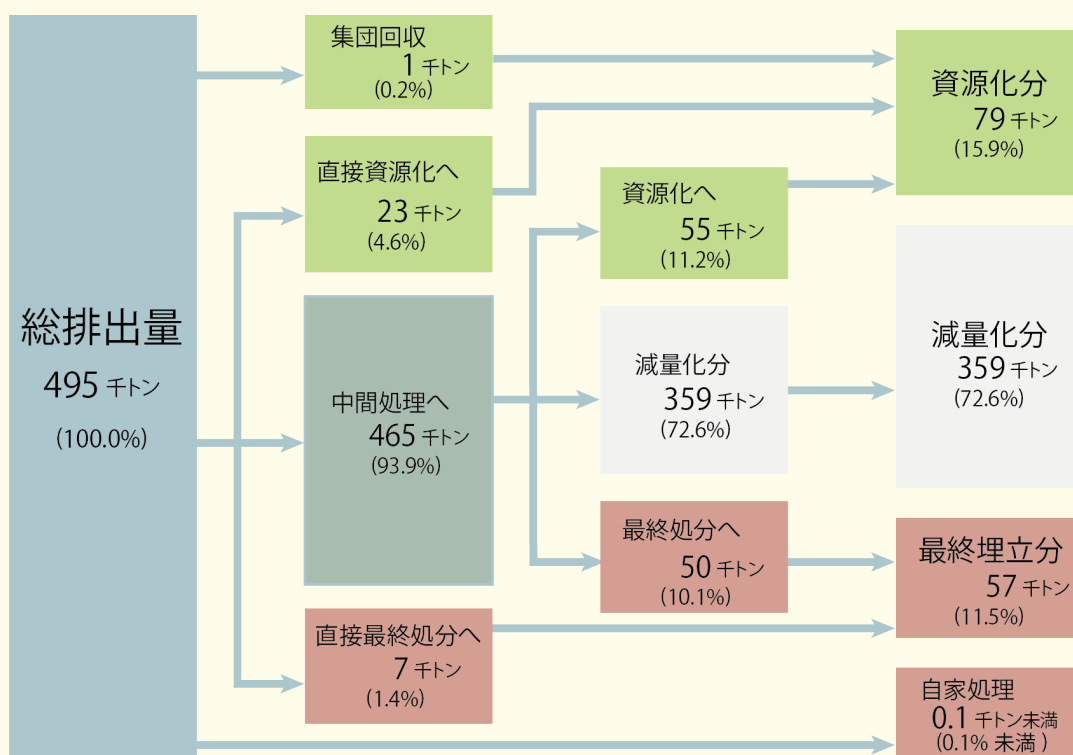 総排出量
495 千トン
(100.0%)
集団回収
1 千トン
(0.2%)
直接資源化へ
23 千トン
(4.6%)
中間処理へ
465 千トン
(93.9%)
直接最終処分へ
7 千トン
(1.4%)
資源化へ
55 千トン
(11.2%)
減量化分
359 千トン
(72.6%)
最終処分へ
50 千トン
(10.1%)
資源化分
79 千トン
(15.9%)
減量化分
359 千トン
(72.6%)
最終埋立分
57 千トン
(11.5%)
自家処理
0.1 千トン未満
(0.1% 未満 )